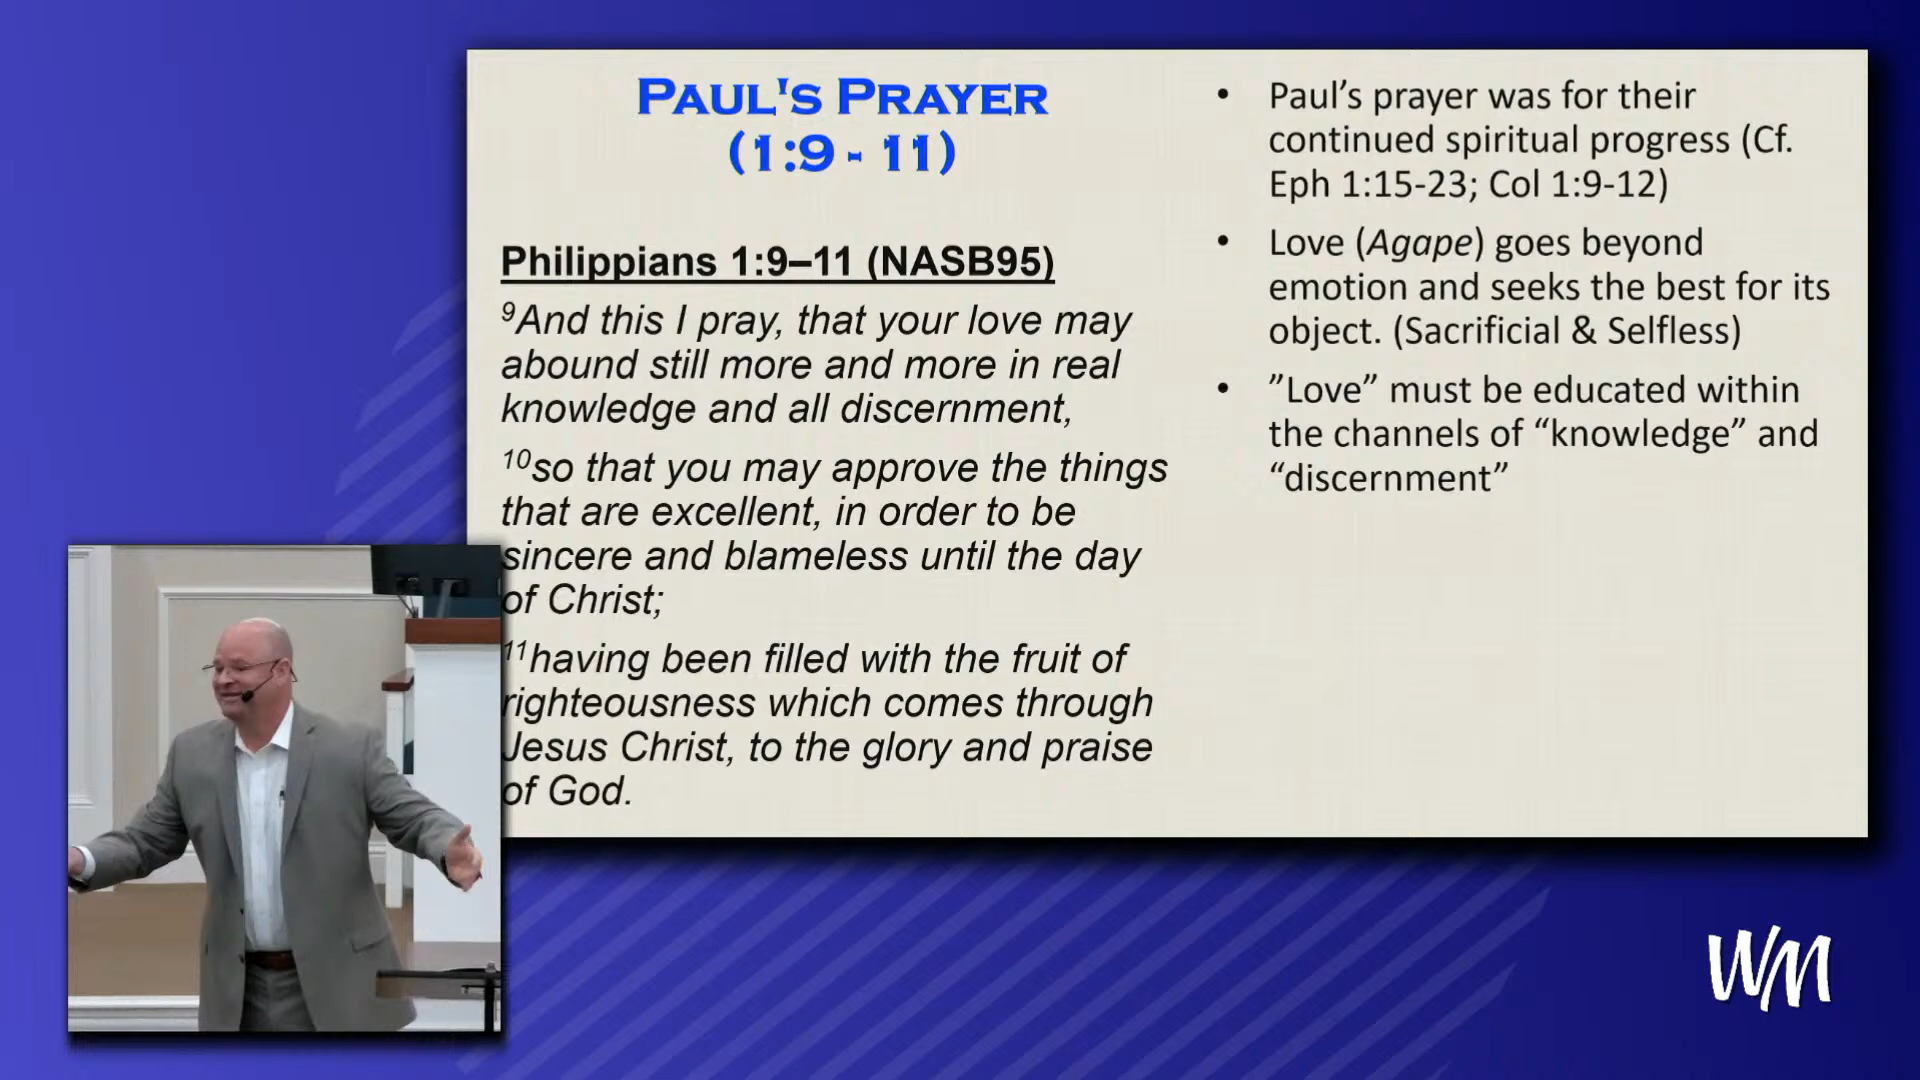 PAUL'S PRAYER
(1:9 - 11)
Philippians 1:9–11 (NASB95)
9And this I pray, that your love may
abound still more and more in real
knowledge and all discernment,
10so that you may approve the things
that are excellent, in order to be
sincere and blameless until the day
of Christ;
11having been filled with the fruit of
righteousness which comes through
Jesus Christ, to the glory and praise
of God.
• Paul’s prayer was for their
continued spiritual progress (Cf.
Eph 1:15-23; Col 1:9-12)
• Love (Agape) goes beyond
emotion and seeks the best for its
object. (Sacrificial & Selfless)
• ”Love” must be educated within
the channels of “knowledge” and
“discernment”
WM